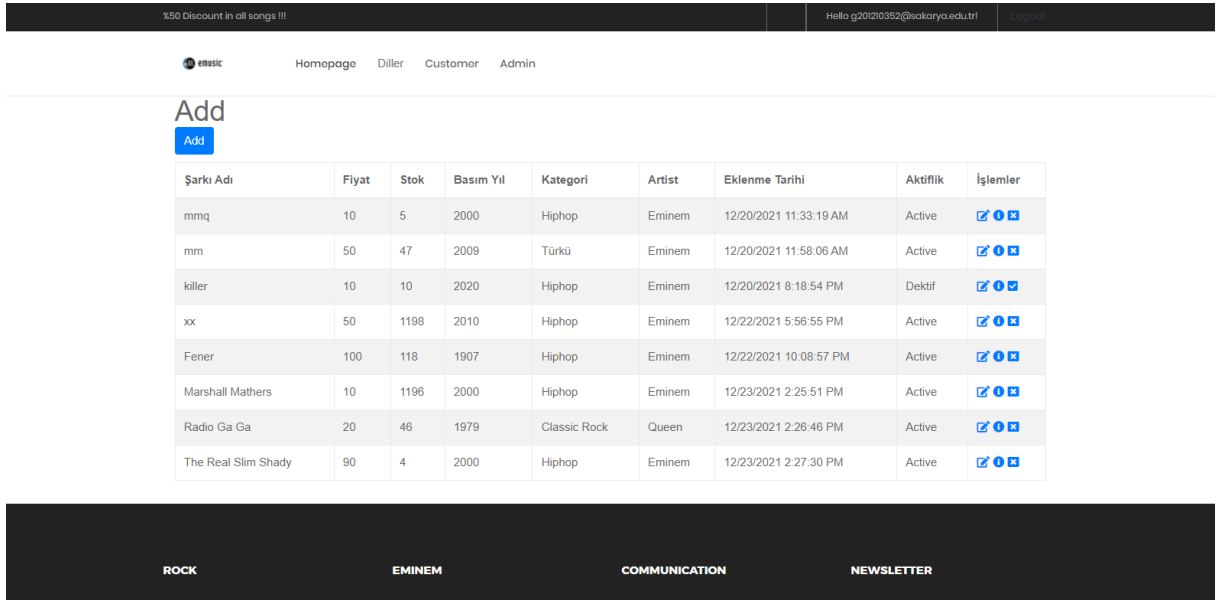 %50 Discount in all songs !!! Hello g201210352@sakarya.edu.tr! Logout
emusic Homepage Diller Customer Admin
Add
Add
Şarkı Adı Fiyat Stok Basım Yıl Kategori Artist Eklenme Tarihi Aktiflik İşlemler
mmq 10 5 2000 Hiphop Eminem 12/20/2021 11:33:19 AM Active
mm 50 47 2009 Türkü Eminem 12/20/2021 11:58:06 AM Active
killer 10 10 2020 Hiphop Eminem 12/20/2021 8:18:54 PM Dektif
xx 50 1198 2010 Hiphop Eminem 12/22/2021 5:56:55 PM Active
Fener 100 118 1907 Hiphop Eminem 12/22/2021 10:08:57 PM Active
Marshall Mathers 10 1196 2000 Hiphop Eminem 12/23/2021 2:25:51 PM Active
Radio Ga Ga 20 46 1979 Classic Rock Queen 12/23/2021 2:26:46 PM Active
The Real Slim Shady 90 4 2000 Hiphop Eminem 12/23/2021 2:27:30 PM Active
ROCK EMINEM COMMUNICATION NEWSLETTER